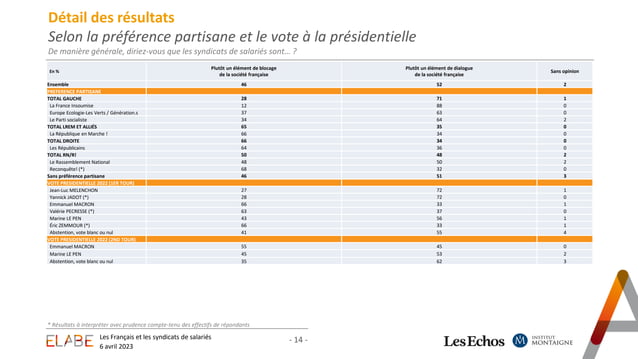 Détail des résultats
Selon la préférence partisane et le vote à la présidentielle
De manière générale, diriez-vous que les syndicats de salariés sont… ?
En % Plutôt un élément de blocage de la société française Plutôt un élément de dialogue de la société française Sans opinion
Ensemble 46 52 2
PREFERENCE PARTISANE
TOTAL GAUCHE 28 71 1
La France Insoumise 12 88 0
Europe Ecologie-Les Verts / Génération.s 37 63 0
Le Parti socialiste 34 64 2
TOTAL LREM ET ALLIÉS 65 35 0
La République en Marche ! 66 34 0
TOTAL DROITE 66 34 0
Les Républicains 64 36 0
TOTAL RN/R! 50 48 2
Le Rassemblement National 48 50 2
Reconquête! (*) 68 32 0
Sans préférence partisane 46 51 3
VOTE PRESIDENTIELLE 2022 (1ER TOUR)
Jean-Luc MELENCHON 27 72 1
Yannick JADOT (*) 28 72 0
Emmanuel MACRON 66 33 1
Valérie PECRESSE (*) 63 37 0
Marine LE PEN 43 56 1
Éric ZEMMOUR (*) 66 33 1
Abstention, vote blanc ou nul 41 55 4
VOTE PRESIDENTIELLE 2022 (2ND TOUR)
Emmanuel MACRON 55 45 0
Marine LE PEN 45 53 2
Abstention, vote blanc ou nul 35 62 3
* Résultats à interpréter avec prudence compte-tenu des effectifs de répondants
ELABE
Les Français et les syndicats de salariés
6 avril 2023
- 14 -
Les Echos
M
INSTITUT
MONTAIGNE